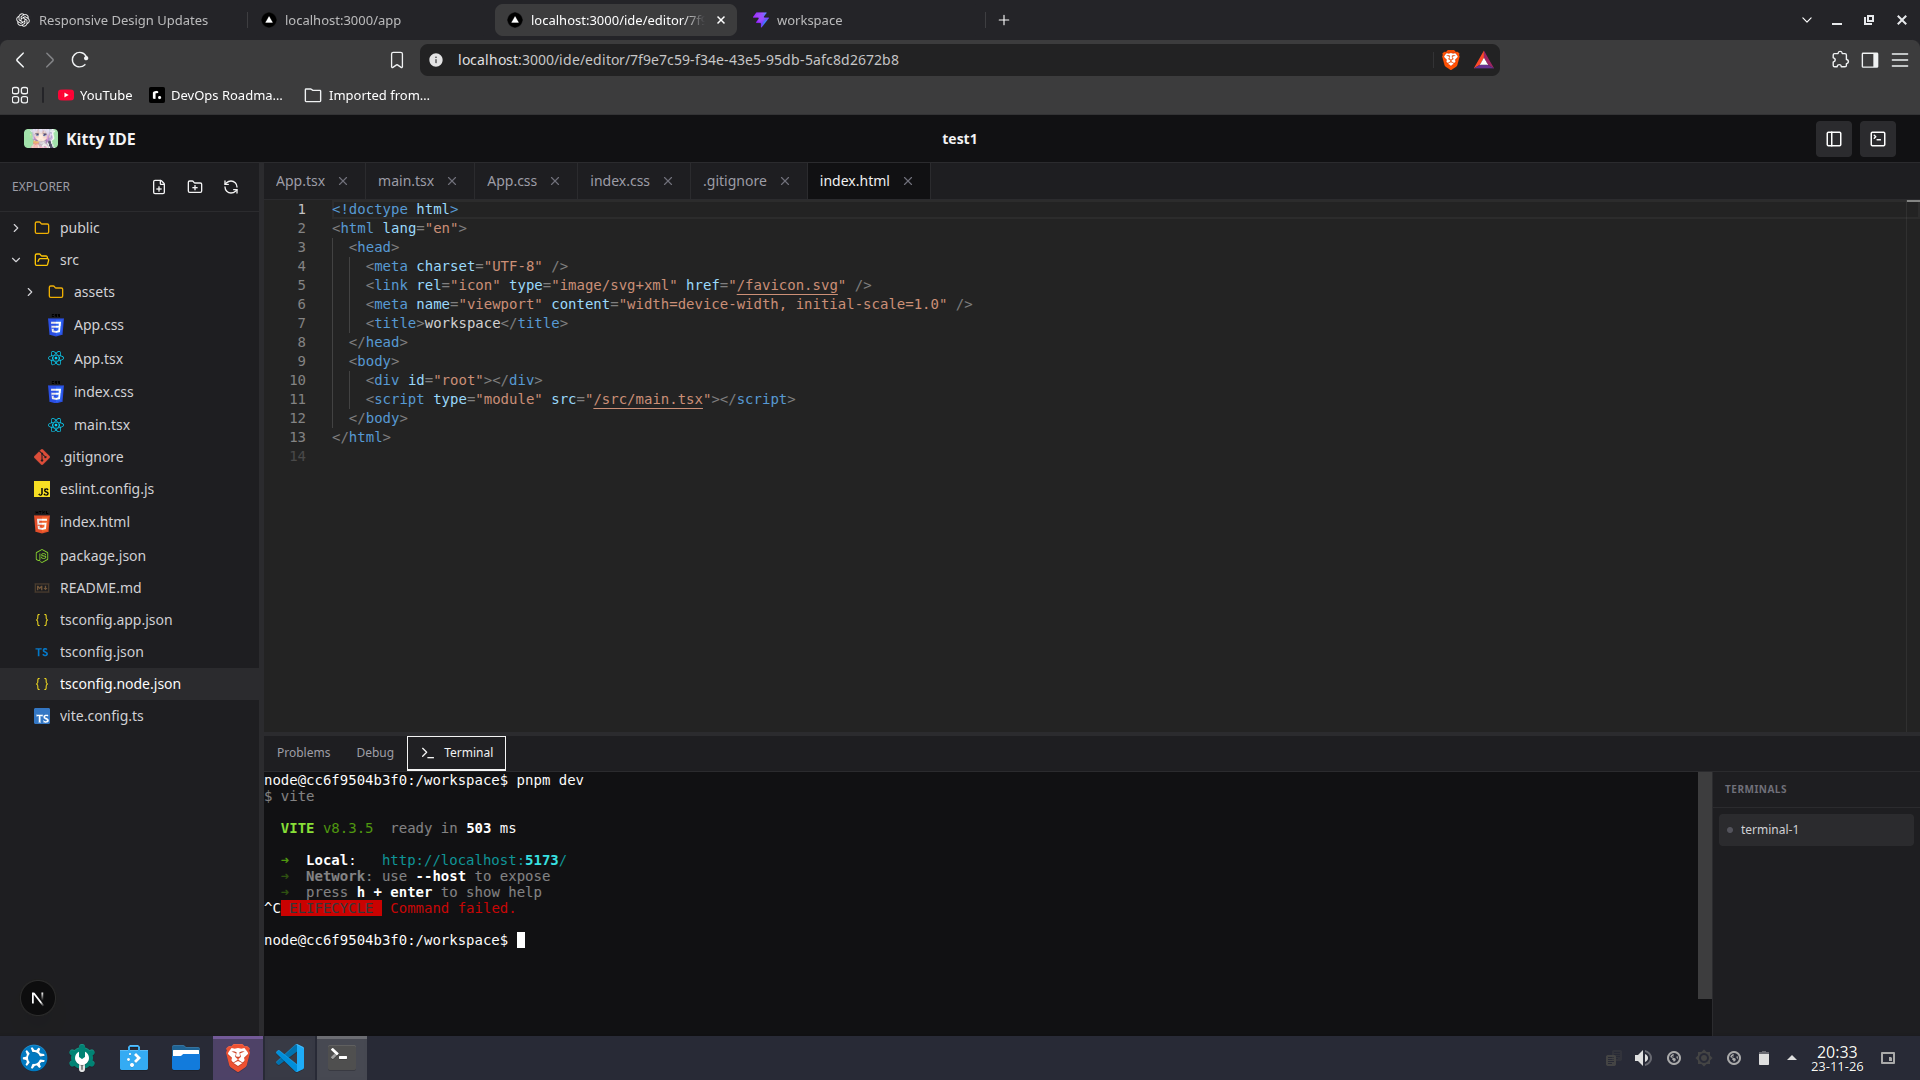 Responsive Design Updates
localhost:3000/app
localhost:3000/ide/editor/7f
workspace
localhost:3000/ide/editor/7f9e7c59-f34e-43e5-95db-5afc8d2672b8
YouTube
DevOps Roadma...
Imported from...
Kitty IDE
test1
EXPLORER
public
src
assets
App.css
App.tsx
index.css
main.tsx
.gitignore
eslint.config.js
index.html
package.json
README.md
tsconfig.app.json
tsconfig.json
tsconfig.node.json
vite.config.ts
App.tsx
main.tsx
App.css
index.css
.gitignore
index.html
1 <!doctype html>
2 <html lang="en">
3 <head>
4 <meta charset="UTF-8" />
5 <link rel="icon" type="image/svg+xml" href="/favicon.svg" />
6 <meta name="viewport" content="width=device-width, initial-scale=1.0" />
7 <title>workspace</title>
8 </head>
9 <body>
10 <div id="root"></div>
11 <script type="module" src="/src/main.tsx"></script>
12 </body>
13 </html>
14
Problems
Debug
Terminal
node@cc6f9504b3f0:/workspace$ pnpm dev
$ vite
VITE v8.3.5 ready in 503 ms
➜ Local: http://localhost:5173/
➜ Network: use --host to expose
➜ press h + enter to show help
^C ELIFECYCLE Command failed.
node@cc6f9504b3f0:/workspace$
TERMINALS
terminal-1
20:33
23-11-26